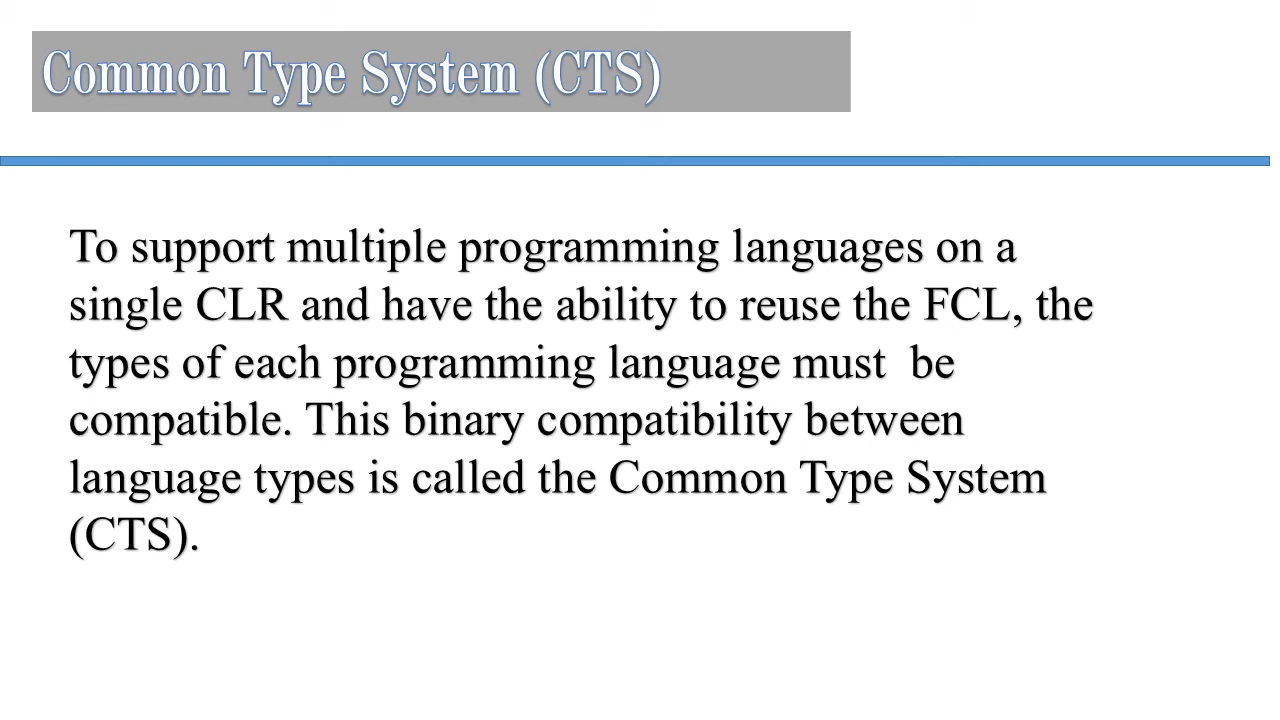 Common Type System (CTS)
To support multiple programming languages on a
single CLR and have the ability to reuse the FCL, the
types of each programming language must  be
compatible. This binary compatibility between
language types is called the Common Type System
(CTS).